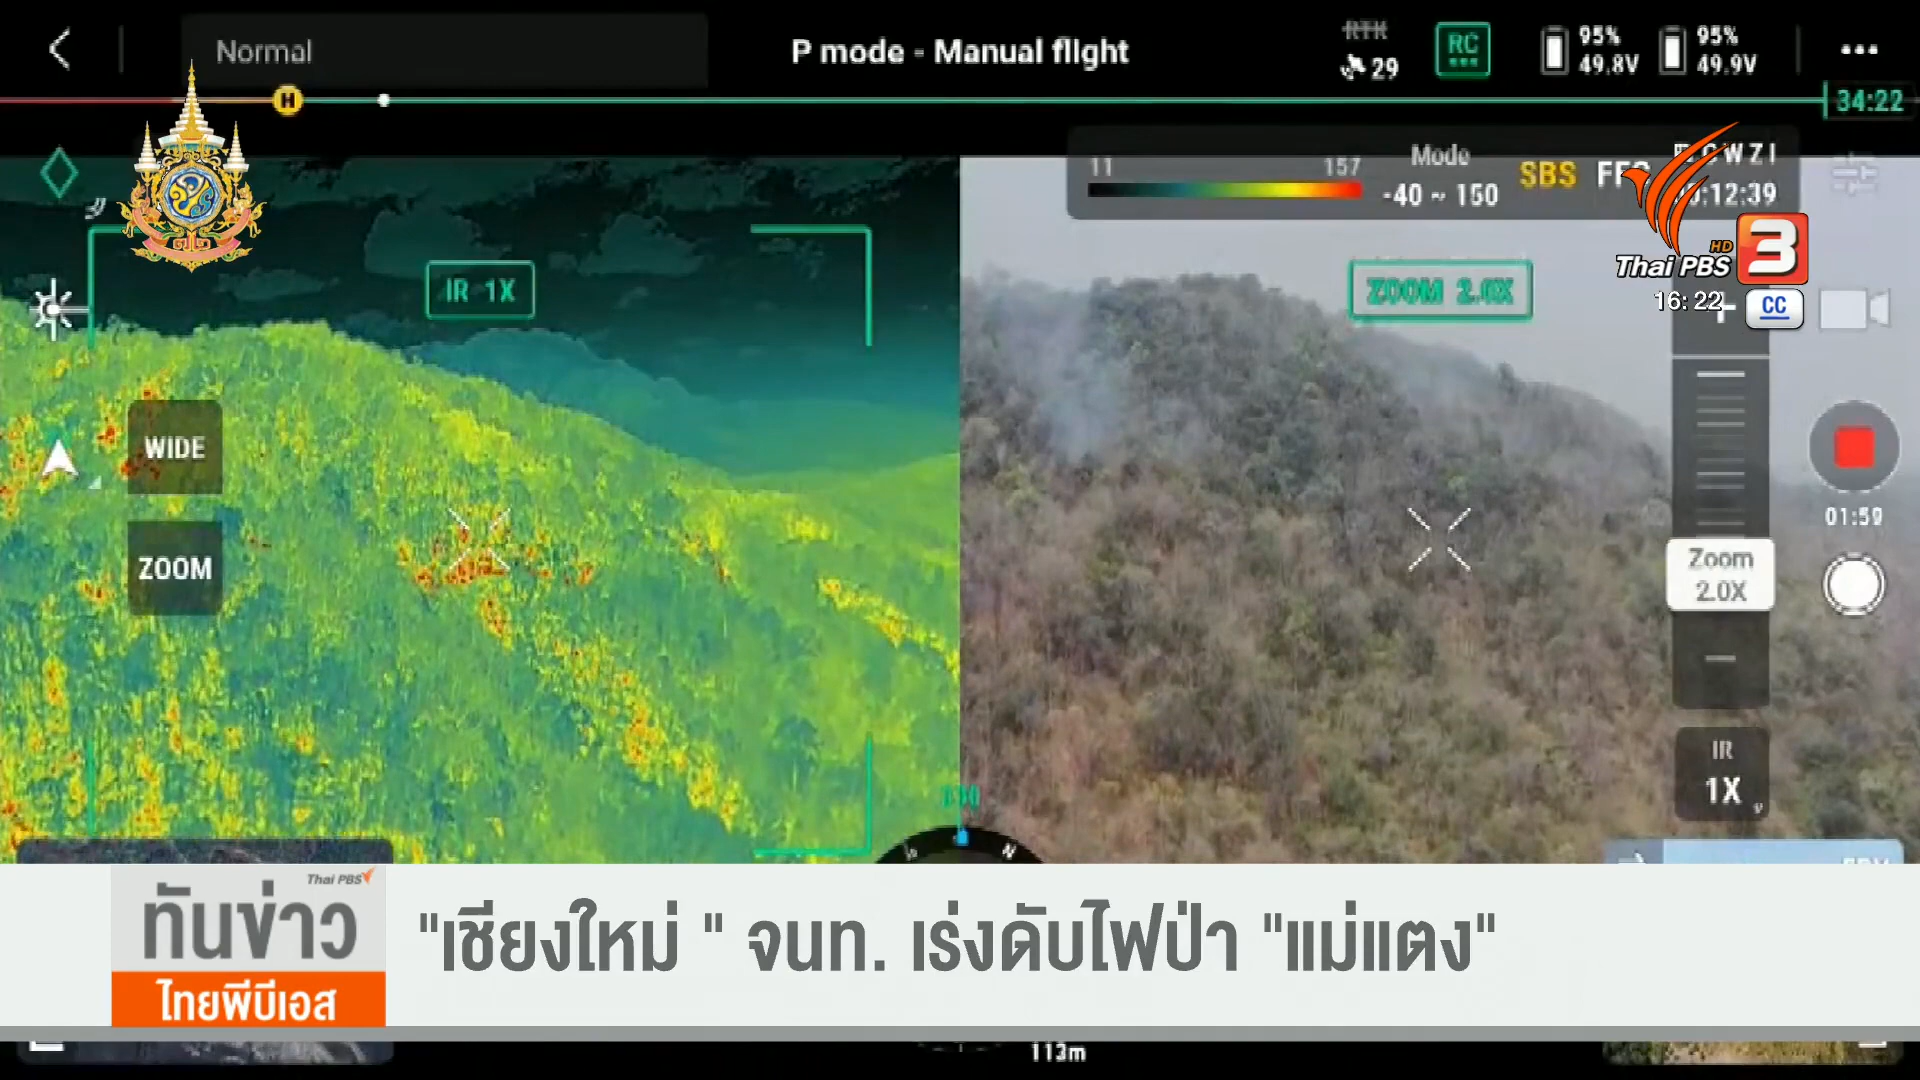 Normal
P mode - Manual flight
RTK
29
RC
95%
49.8V
95%
49.9V
34:22
H
11
157
Mode
-40 ~ 150
SBS
12:39
HD
Thai PBS
3
16:22
CC
IR 1X
ZOOM 2.0X
WIDE
ZOOM
01:59
Zoom
2.0X
IR
1X
N
Thai PBS
ทันข่าว
ไทยพีบีเอส
"เชียงใหม่ " จนท. เร่งดับไฟป่า "แม่แตง"
113m